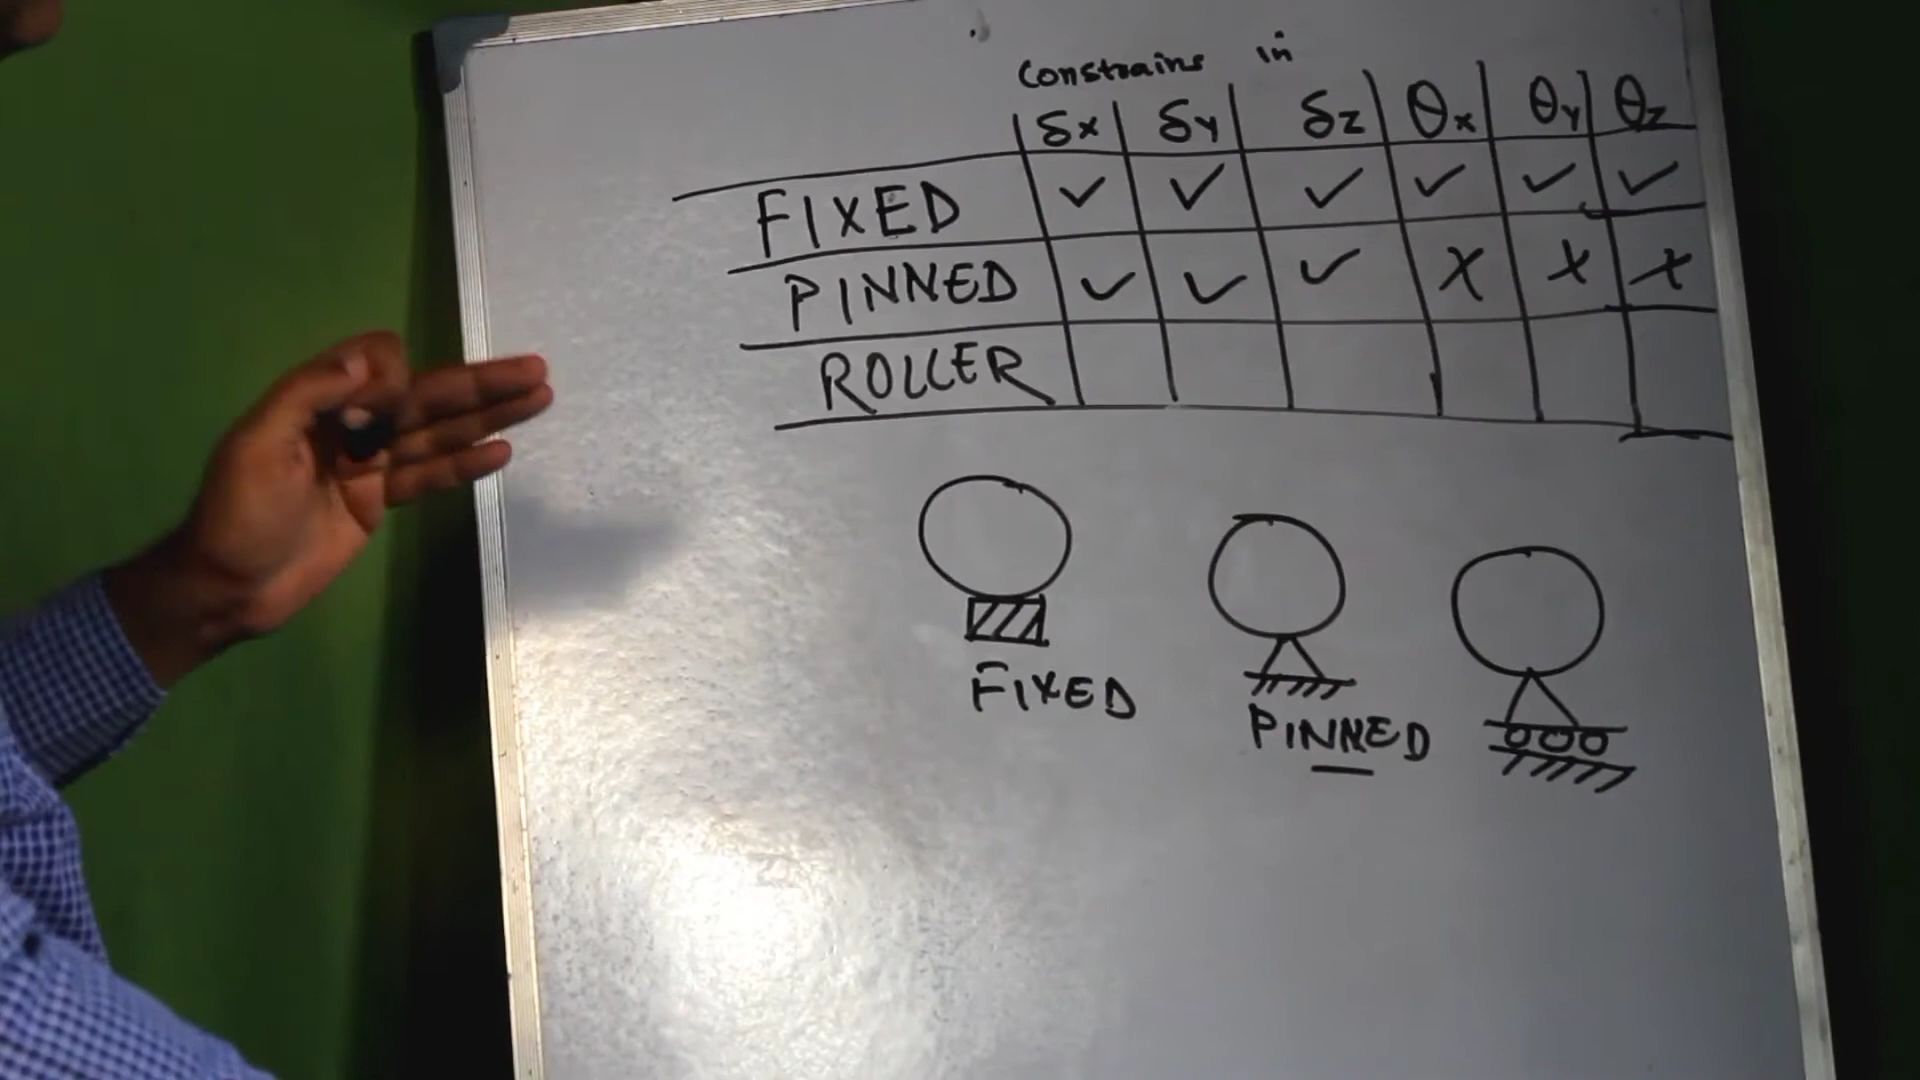 Constrains in
δx δy δz θx θy θz
FIXED ✓ ✓ ✓ ✓ ✓ ✓
PINNED ✓ ✓ ✓ X X X
ROLLER
FIXED
PINNED